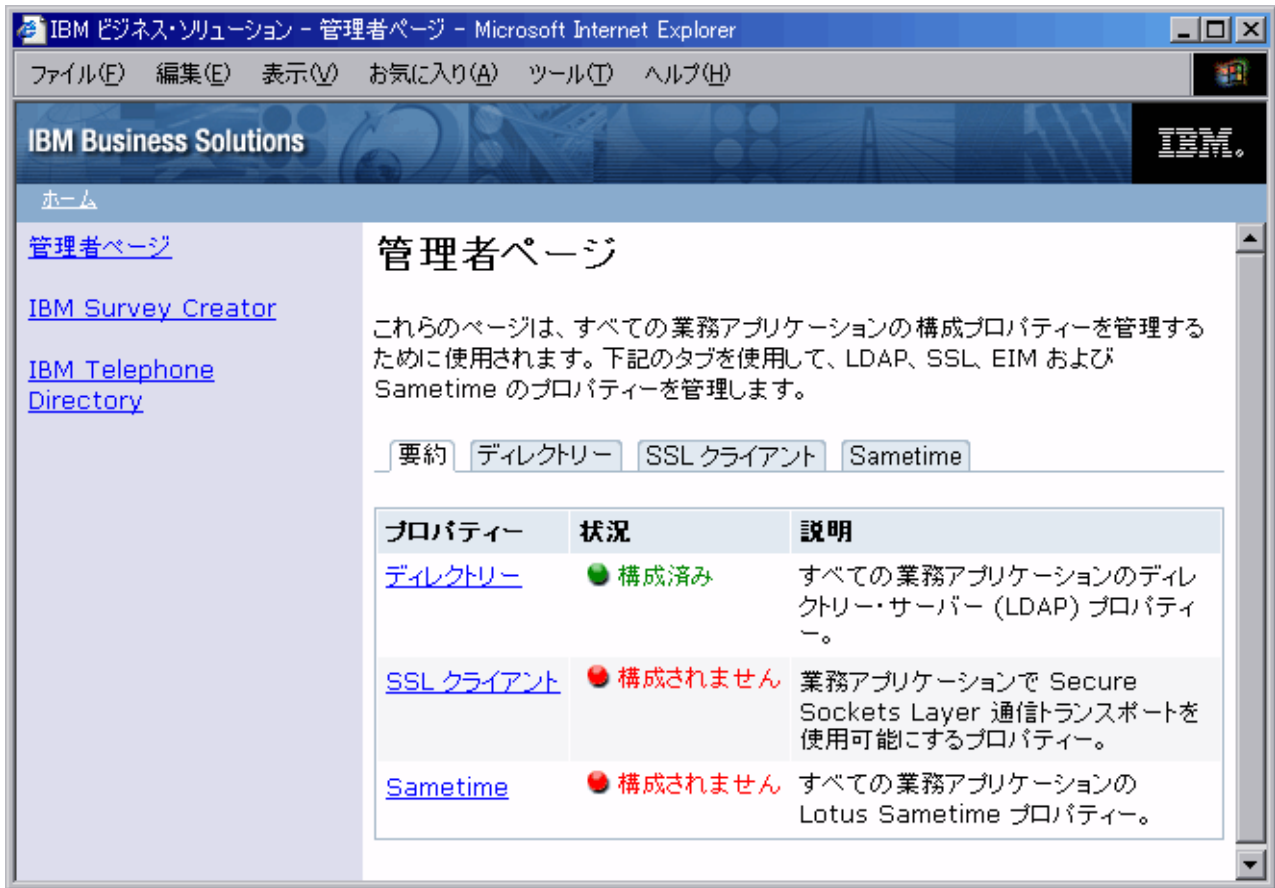 IBM ビジネス・ソリューション - 管理者ページ - Microsoft Internet Explorer
ファイル(F) 編集(E) 表示(V) お気に入り(A) ツール(T) ヘルプ(H)
IBM Business Solutions
IBM.
ホーム
管理者ページ
IBM Survey Creator
IBM Telephone
Directory
管理者ページ
これらのページは、すべての業務アプリケーションの構成プロパティーを管理する
ために使用されます。下記のタブを使用して、LDAP、SSL、EIM および
Sametime のプロパティーを管理します。
要約 ディレクトリー SSL クライアント Sametime
プロパティー 状況 説明
ディレクトリー 構成済み すべての業務アプリケーションのディレ
クトリー・サーバー (LDAP) プロパティ
ー。
SSL クライアント 構成されません 業務アプリケーションで Secure
Sockets Layer 通信トランスポートを
使用可能にするプロパティー。
Sametime 構成されません すべての業務アプリケーションの
Lotus Sametime プロパティー。